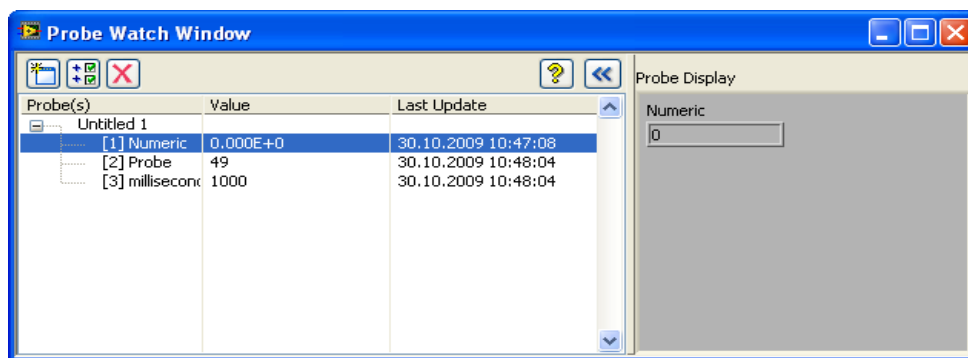 Probe Watch Window
Probe Display
Probe(s) Value Last Update
Untitled 1
[1] Numeric 0.000E+0 30.10.2009 10:47:08
[2] Probe 49 30.10.2009 10:48:04
[3] millisecon 1000 30.10.2009 10:48:04
Numeric
0